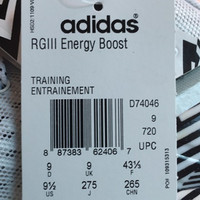 adidas
RGIII Energy Boost
TRAINING
ENTRAINEMENT
D74046
9
720
UPC
8 87383 62406 7
9 9 43⅓
D UK F
9½ 275 265
US J CHN